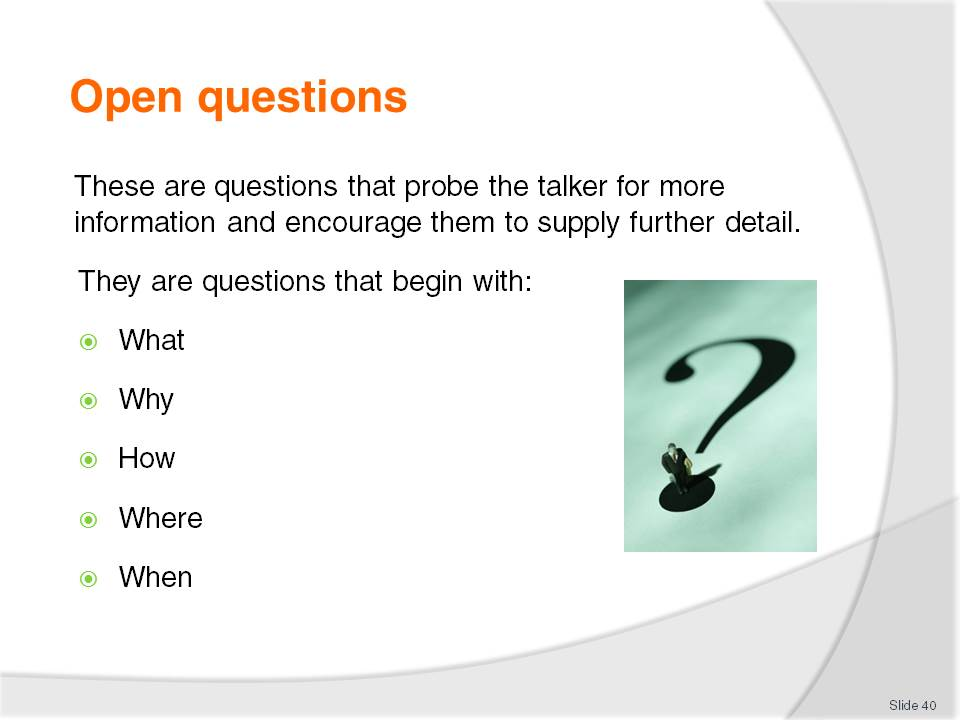 Open questions
These are questions that probe the talker for more
information and encourage them to supply further detail.
They are questions that begin with:
What
Why
How
Where
When
Slide 40